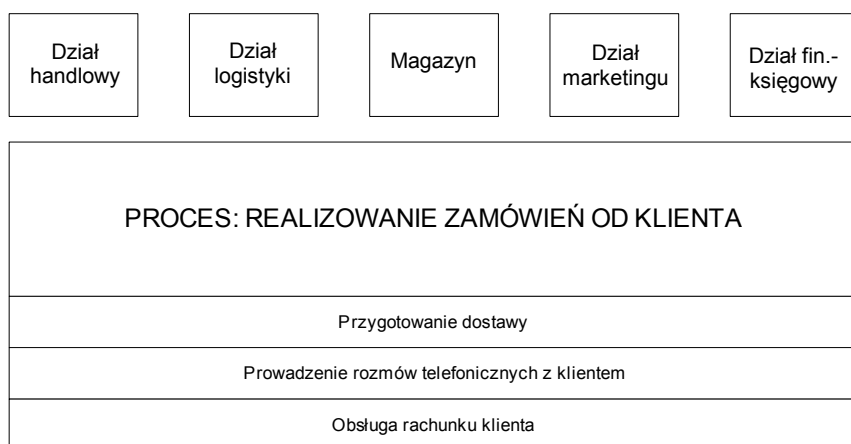 Dział
handlowy
Dział
logistyki
Magazyn
Dział
marketingu
Dział fin.-
księgowy
PROCES: REALIZOWANIE ZAMÓWIEŃ OD KLIENTA
Przygotowanie dostawy
Prowadzenie rozmów telefonicznych z klientem
Obsługa rachunku klienta